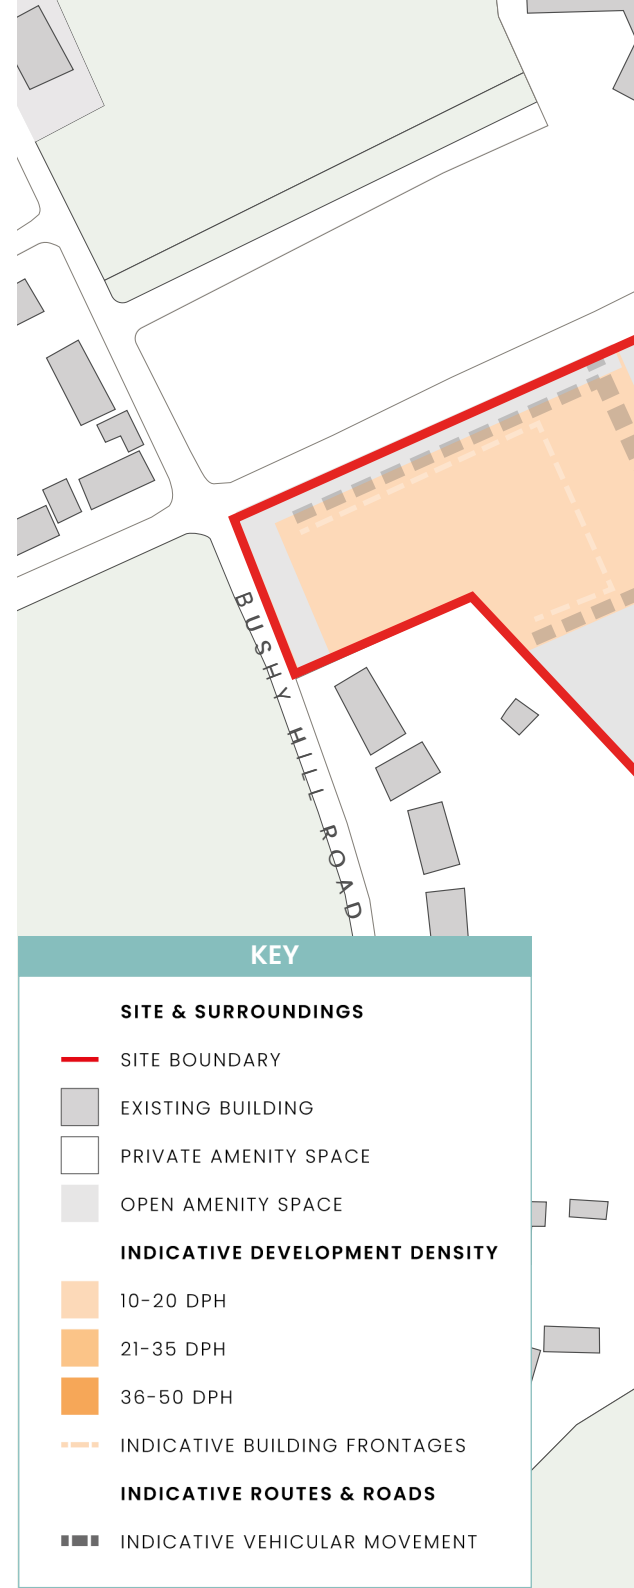 BUSHY HILL ROAD
KEY
SITE & SURROUNDINGS
SITE BOUNDARY
EXISTING BUILDING
PRIVATE AMENITY SPACE
OPEN AMENITY SPACE
INDICATIVE DEVELOPMENT DENSITY
10-20 DPH
21-35 DPH
36-50 DPH
INDICATIVE BUILDING FRONTAGES
INDICATIVE ROUTES & ROADS
INDICATIVE VEHICULAR MOVEMENT